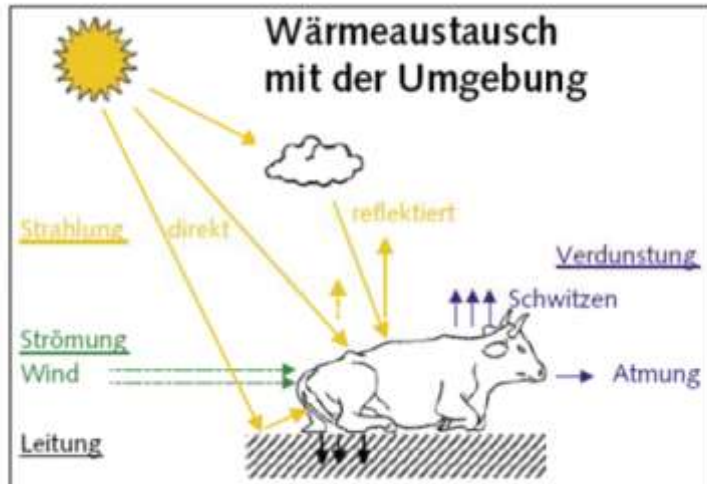 Wärmeaustausch
mit der Umgebung
Strahlung
direkt
reflektiert
Verdunstung
Schwitzen
Strömung
Wind
Atmung
Leitung